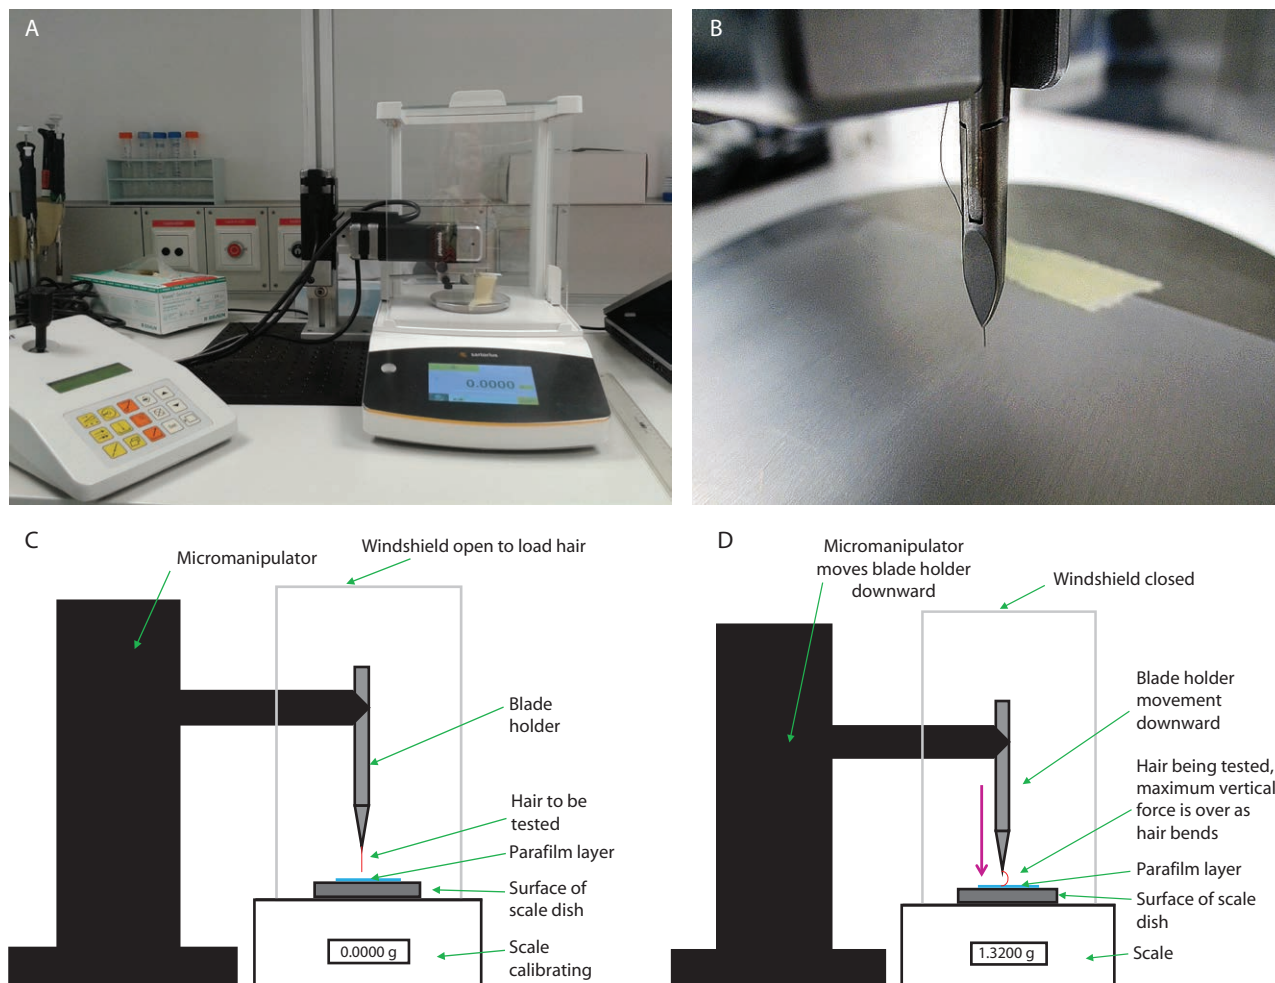 A
sartorius
0.0000
B
C
Micromanipulator
Windshield open to load hair
Blade
holder
Hair to be
tested
Parafilm layer
Surface of
scale dish
Scale
calibrating
0.0000 g
D
Micromanipulator
moves blade holder
downward
Windshield closed
Blade holder
movement
downward
Hair being tested,
maximum vertical
force is over as
hair bends
Parafilm layer
Surface of scale
dish
Scale
1.3200 g